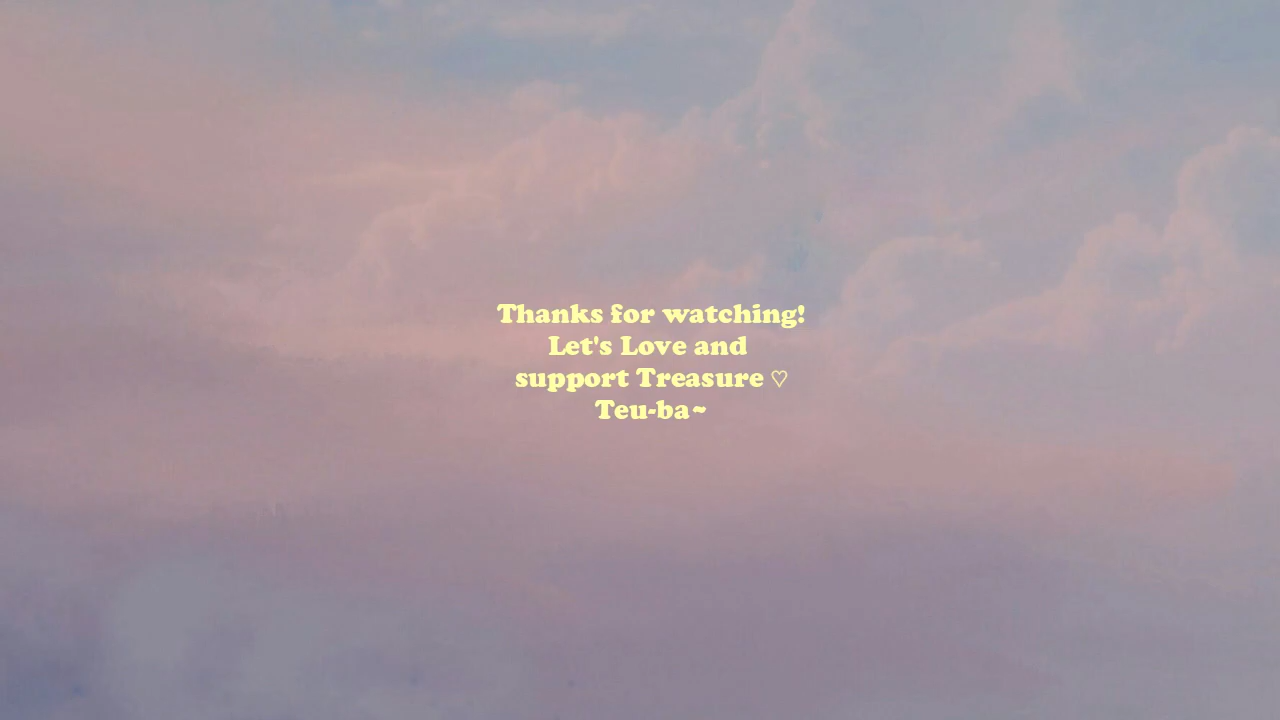 Thanks for watching!
Let's Love and
support Treasure ♡
Teu-ba~